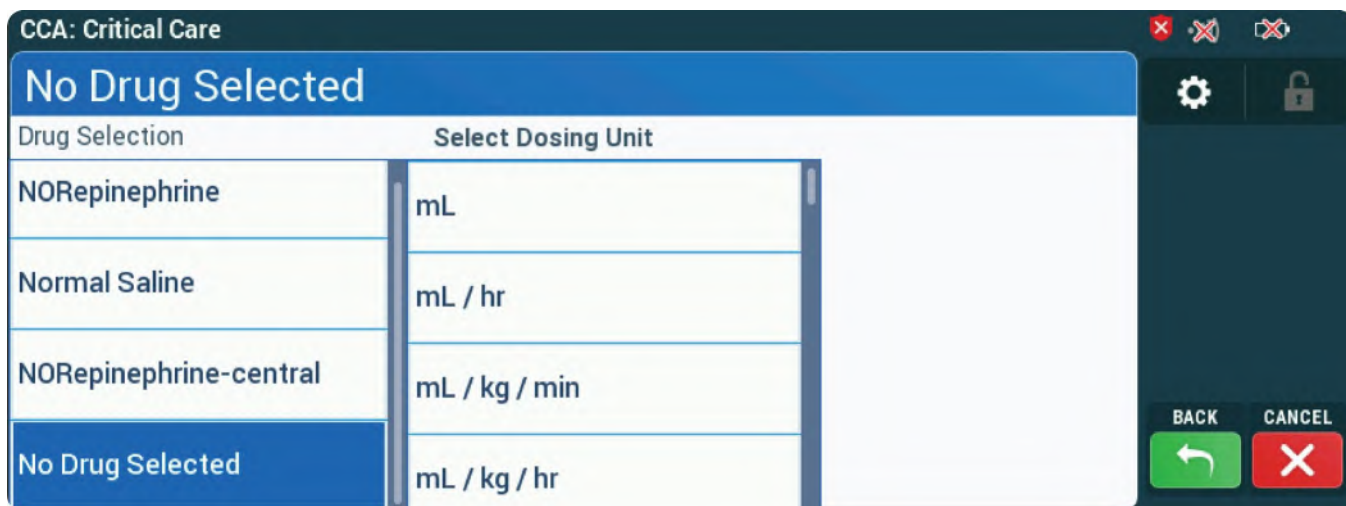 CCA: Critical Care
No Drug Selected
Drug Selection
Select Dosing Unit
NORepinephrine
Normal Saline
NORepinephrine-central
No Drug Selected
mL
mL / hr
mL / kg / min
mL / kg / hr
BACK
CANCEL